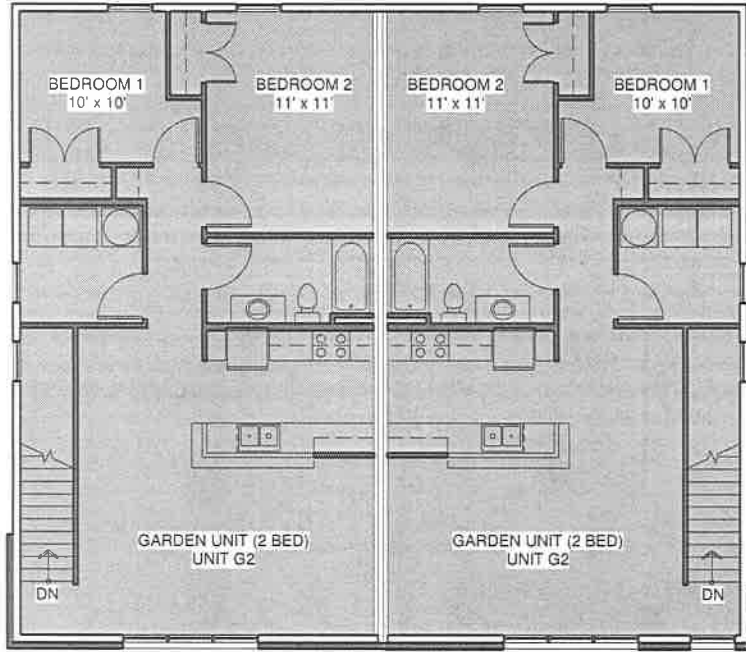 BEDROOM 1
10' x 10'
BEDROOM 2
11' x 11'
BEDROOM 2
11' x 11'
BEDROOM 1
10' x 10'
GARDEN UNIT (2 BED)
UNIT G2
GARDEN UNIT (2 BED)
UNIT G2
DN
DN